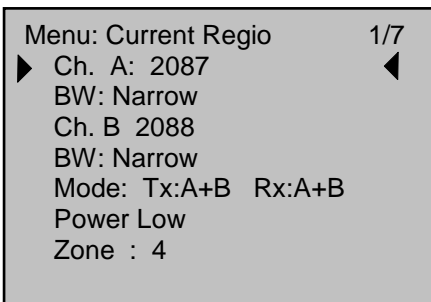 Menu: Current Regio 1/7
Ch. A: 2087
BW: Narrow
Ch. B 2088
BW: Narrow
Mode: Tx:A+B Rx:A+B
Power Low
Zone : 4